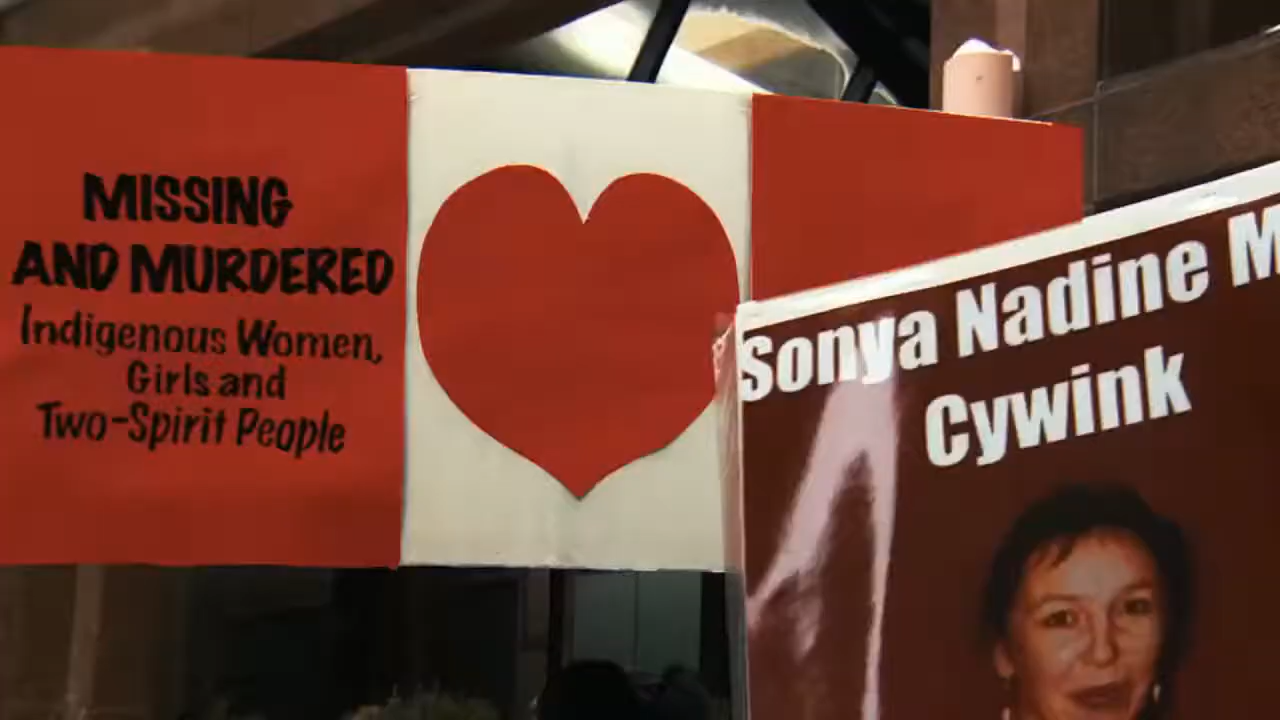 MISSING
AND MURDERED
Indigenous Women,
Girls and
Two-Spirit People
Sonya Nadine M
Cywink